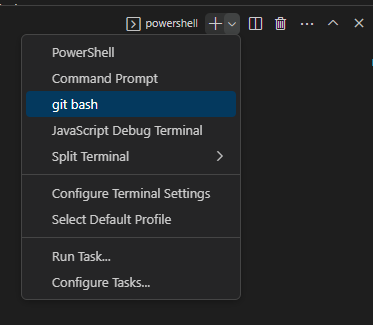 powershell
PowerShell
Command Prompt
git bash
JavaScript Debug Terminal
Split Terminal
Configure Terminal Settings
Select Default Profile
Run Task...
Configure Tasks...